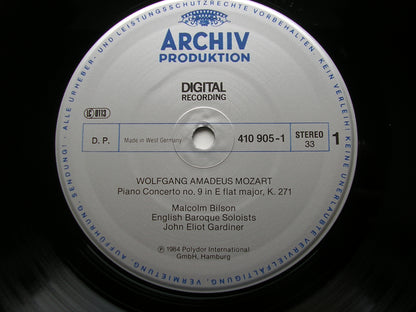 ALLE URHEBER- UND LEISTUNGSSCHUTZRECHTE VORBEHALTEN · KEIN VERLEIH! KEINE UNERLAUBTE VERVIELFÄLTIGUNG, VERMIETUNG, AUFFÜHRUNG, SENDUNG!
ARCHIV
PRODUKTION
DIGITAL
RECORDING
LC 0113
D. P.
Made in West Germany
410 905-1
STEREO
33
1
WOLFGANG AMADEUS MOZART
Piano Concerto no. 9 in E flat major, K. 271
Malcolm Bilson
English Baroque Soloists
John Eliot Gardiner
℗ 1984 Polydor International
GmbH, Hamburg